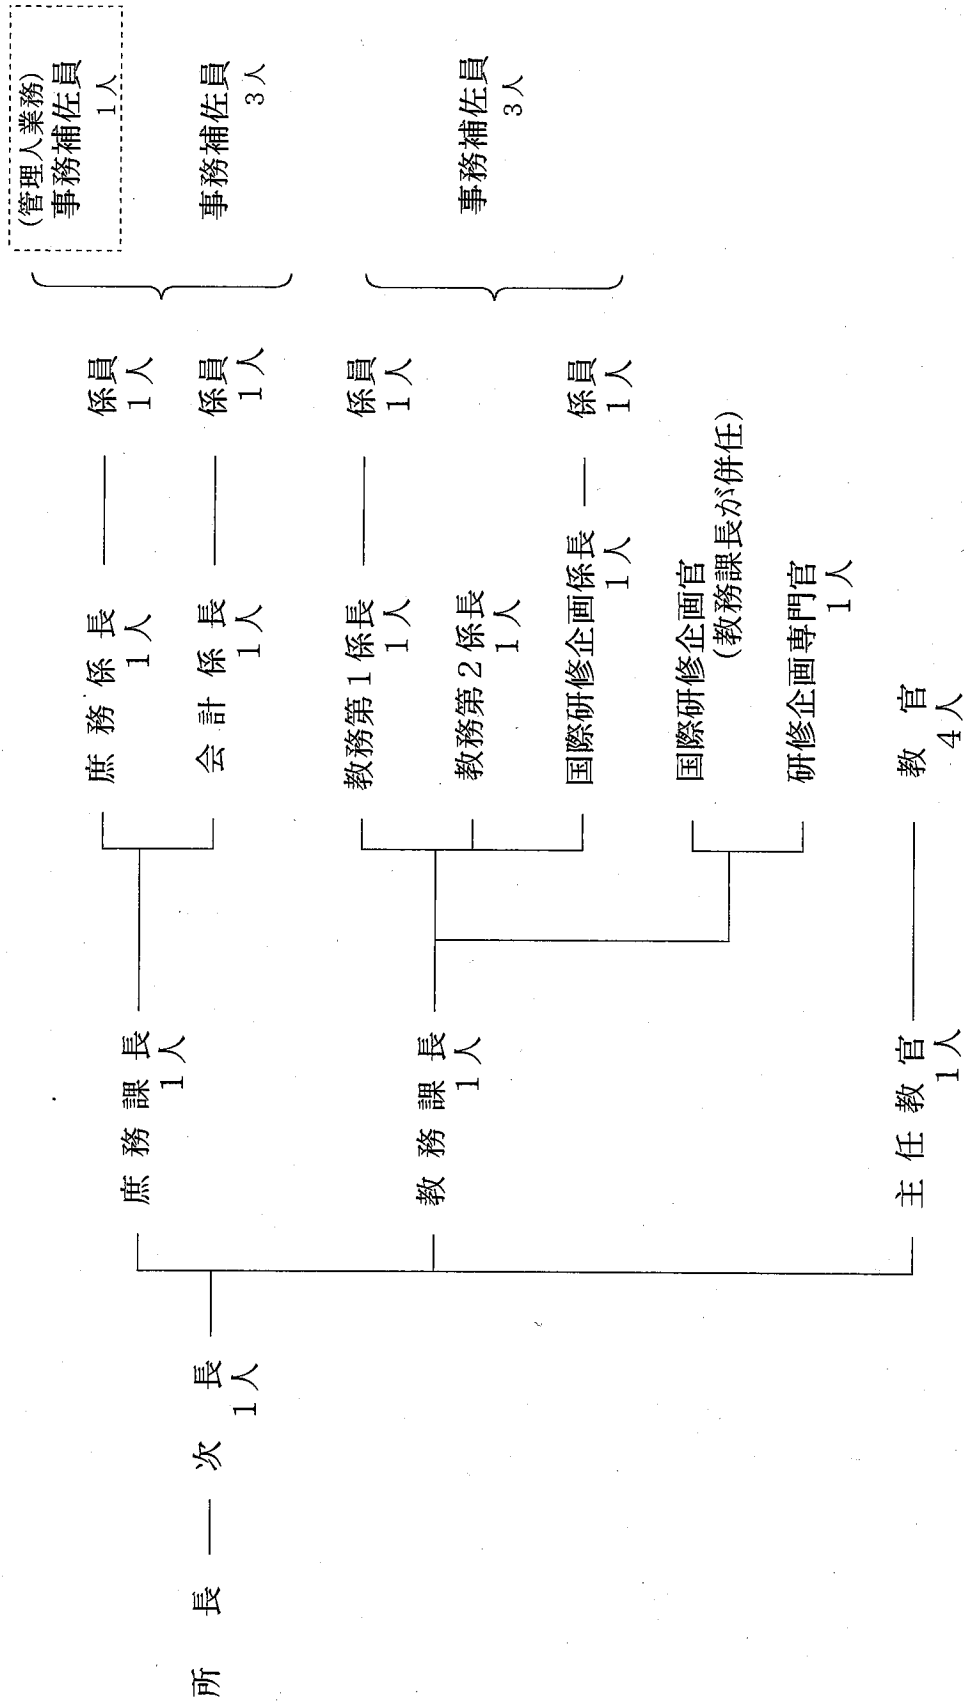 所長
次長
1人
庶務課長
1人
庶務係長
1人
係員
1人
会計係長
1人
係員
1人
(管理人業務)
事務補佐員
1人
事務補佐員
3人
教務課長
1人
教務第1係長
1人
係員
1人
教務第2係長
1人
国際研修企画係長
1人
係員
1人
事務補佐員
3人
国際研修企画官
(教務課長が併任)
研修企画専門官
1人
主任教官
1人
教官
4人